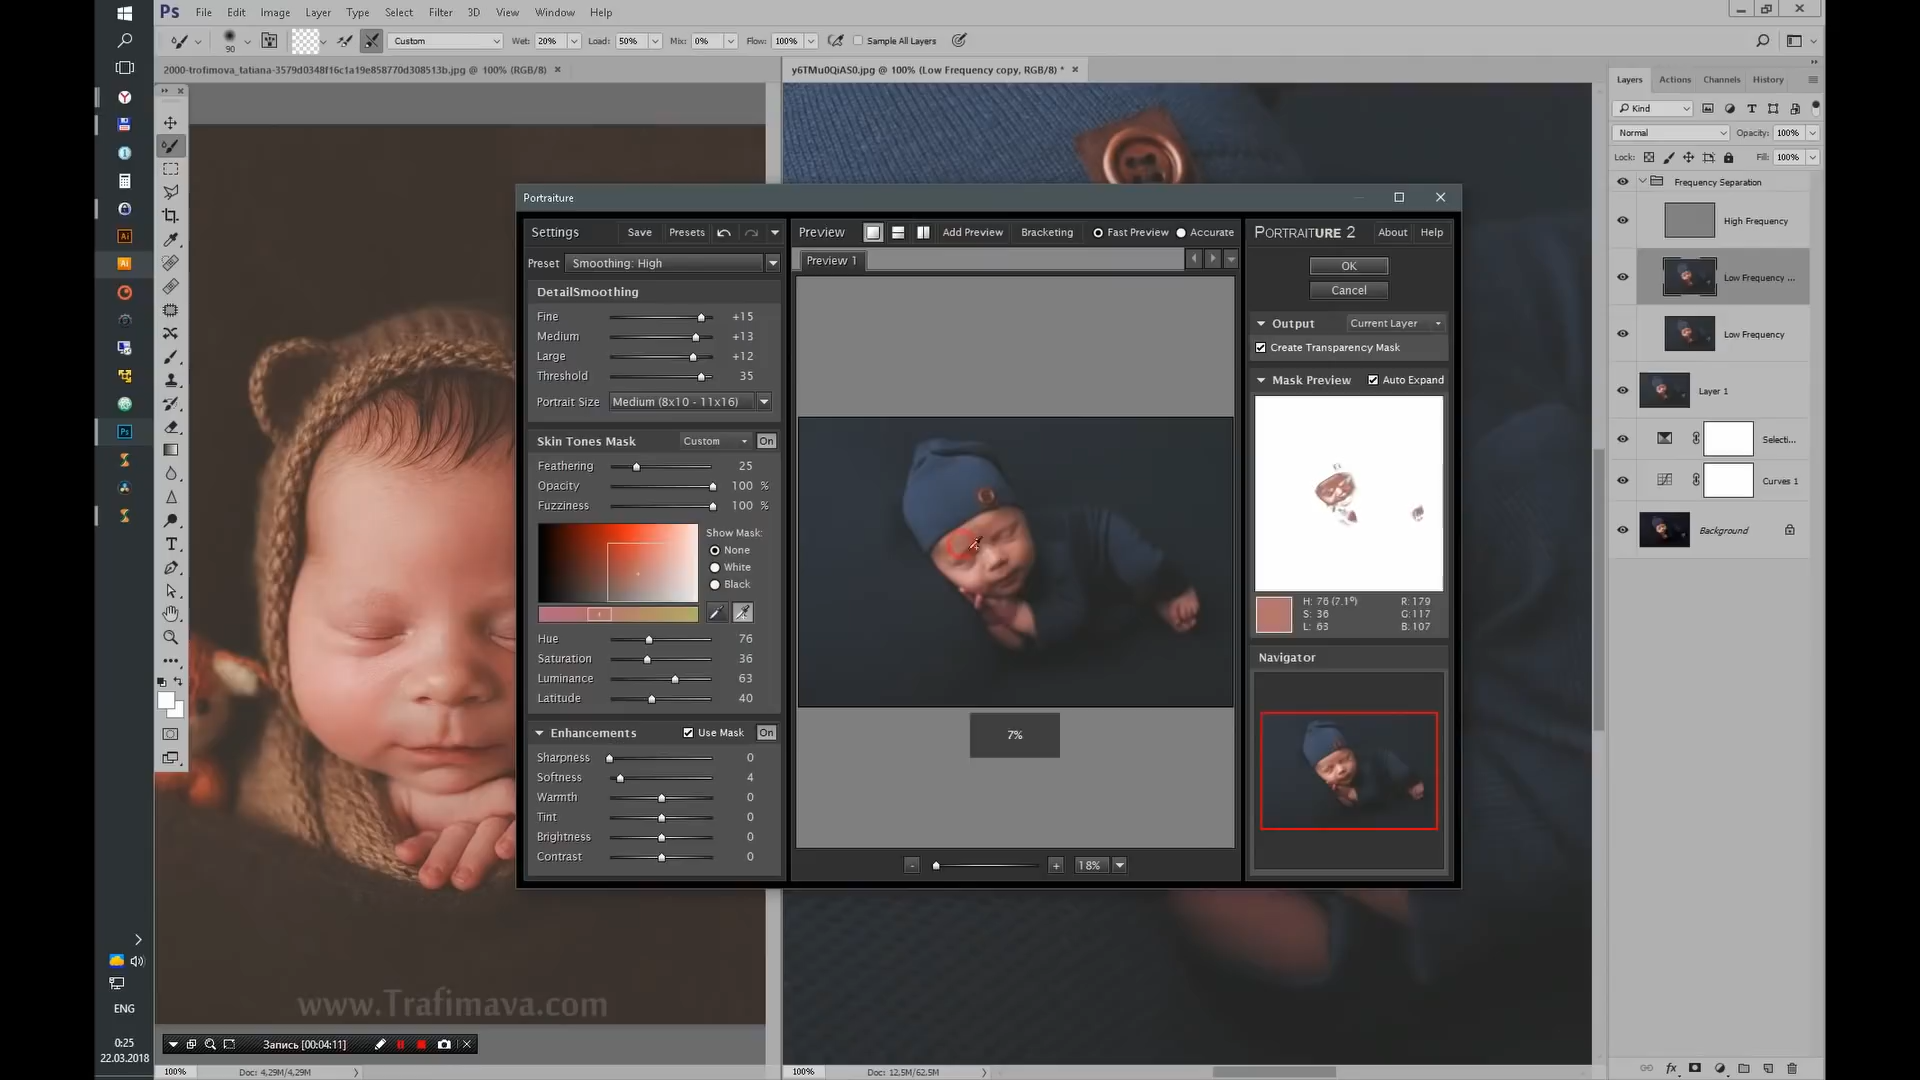 Ps File Edit Image Layer Type Select Filter 3D View Window Help
90 Custom Wet: 20% Load: 50% Mix: 0% Flow: 100% Sample All Layers
2000-trofimova_tatiana-3579d0348f16c1a19e858770d308513b.jpg @ 100% (RGB/8) ×
y6TMu0QiAS0.jpg @ 100% (Low Frequency copy, RGB/8) * ×
Layers Actions Channels History
Kind
Normal Opacity: 100%
Lock: Fill: 100%
Frequency Separation
High Frequency
Low Frequency ...
Low Frequency
Layer 1
Selecti...
Curves 1
Background
Portraiture
Settings Save Presets
Preset Smoothing: High
DetailSmoothing
Fine +15
Medium +13
Large +12
Threshold 35
Portrait Size Medium (8x10 - 11x16)
Skin Tones Mask Custom On
Feathering 25
Opacity 100 %
Fuzziness 100 %
Show Mask:
None
White
Black
Hue 76
Saturation 36
Luminance 63
Latitude 40
Enhancements Use Mask On
Sharpness 0
Softness 4
Warmth 0
Tint 0
Brightness 0
Contrast 0
Preview Add Preview Bracketing Fast Preview Accurate
Preview 1
7%
- + 18%
PORTRAITURE 2 About Help
OK
Cancel
Output Current Layer
Create Transparency Mask
Mask Preview Auto Expand
H: 76 (7.1º) R:179
S: 36 G:117
L: 63 B:107
Navigator
www.Trafimava.com
Ai
Ai
Ps
ENG
0:25
22.03.2018
Запись [00:04:11]
100% Doc: 4,29M/4,29M
100% Doc: 12,5M/62,5M
fx